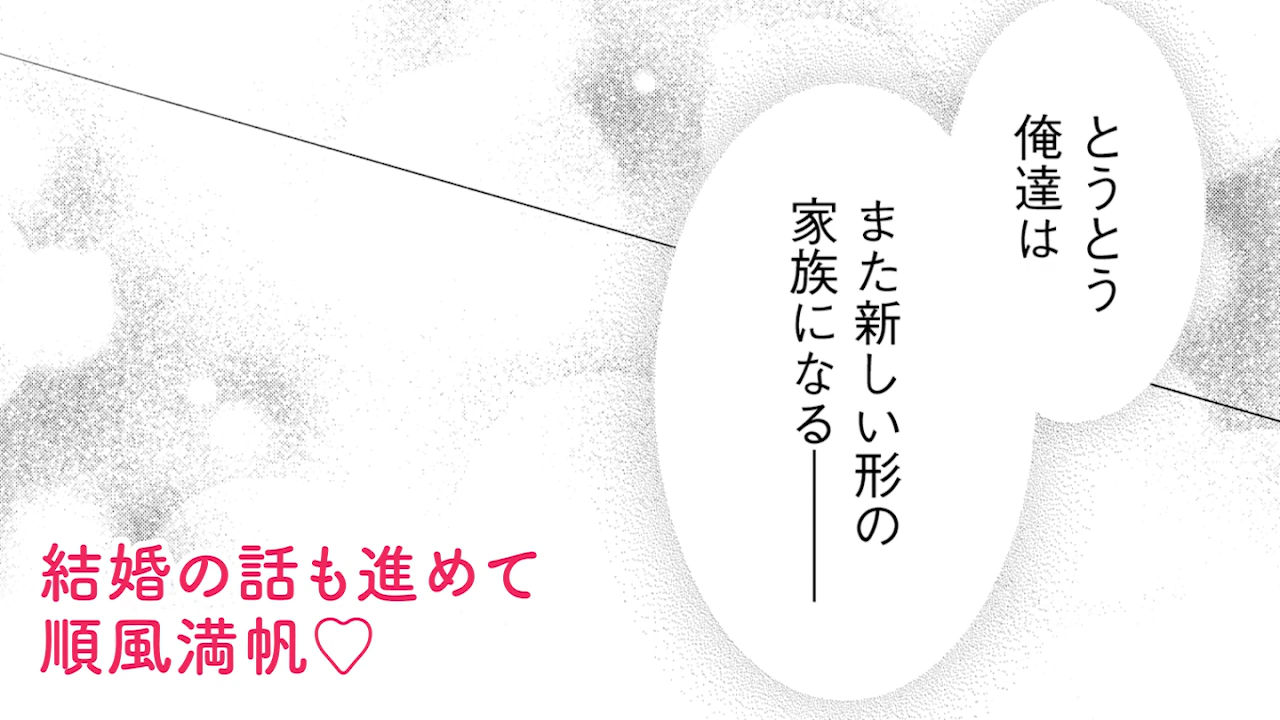 とうとう
俺達は
また新しい形の
家族になる――
結婚の話も進めて
順風満帆♡